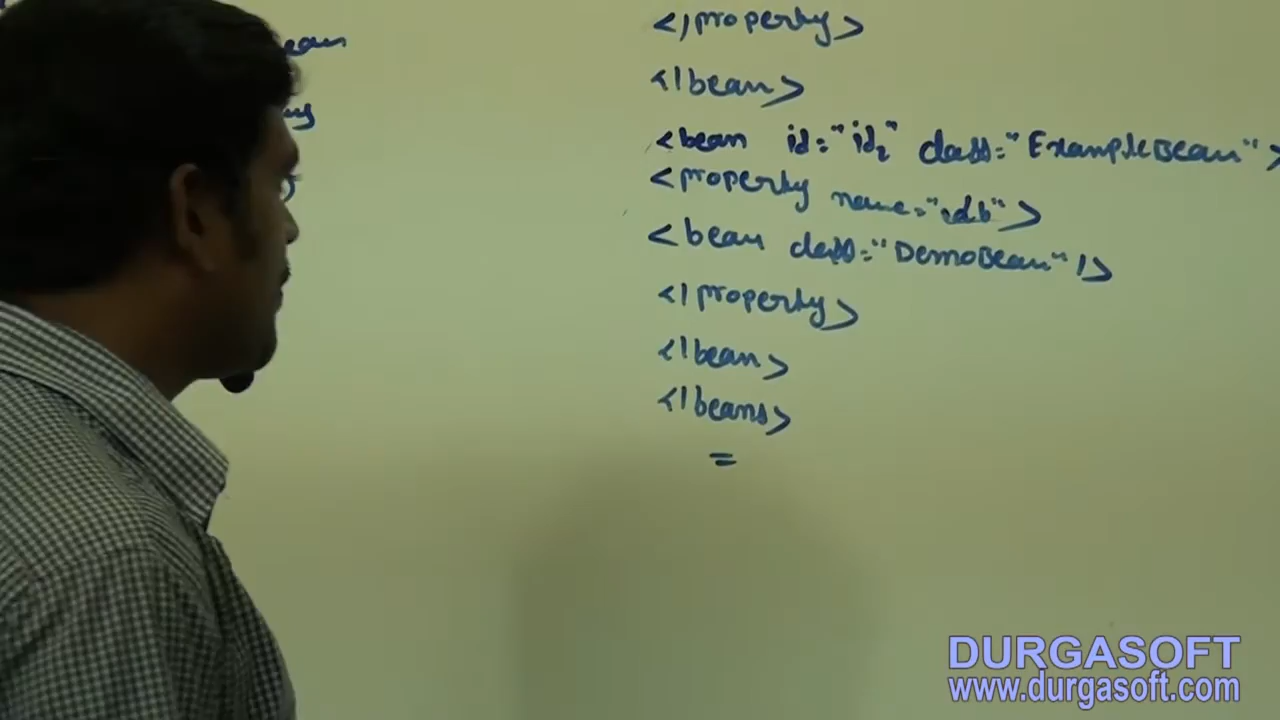 </property>
</bean>
<bean id="id2" class="ExampleBean">
<property name="db">
<bean class="DemoBean"/>
</property>
</bean>
</beans>
=
DURGASOFT
www.durgasoft.com